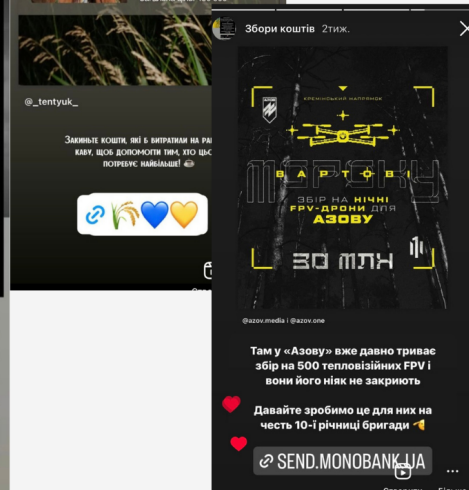 @_tentyuk_
Закиньте кошти, які б витратили на
каву, щоб допомогти тим, хто
потребує найбільше!
Збори коштів 2тиж.
КРЕМІНСЬКИЙ НАПРЯМОК
МОРОКУ
ВАРТОВІ
ЗБІР НА НІЧНІ
FPV-ДРОНИ ДЛЯ
АЗОВУ
30 МЛН
@azov.media і @azov.one
Там у «Азову» вже давно триває
збір на 500 тепловізійних FPV і
вони його ніяк не закриють
Давайте зробимо це для них на
честь 10-ї річниці бригади
SEND.MONOBANK.UA